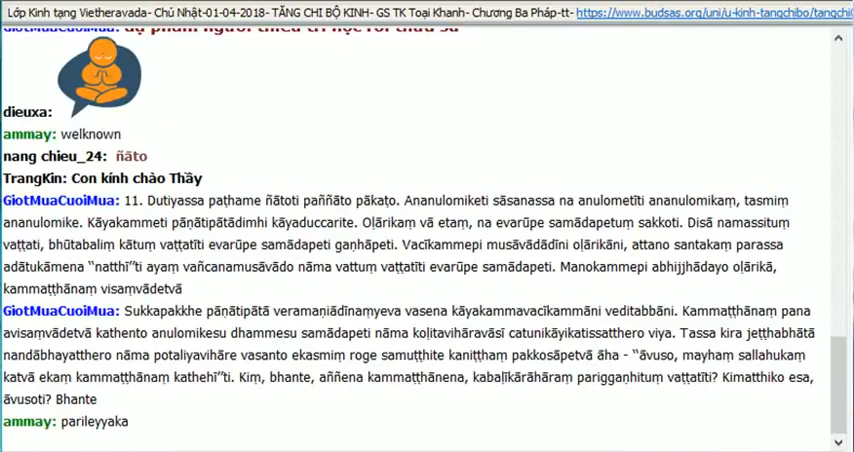 Lớp Kinh tạng Vietheravada- Chủ Nhật-01-04-2018- TĂNG CHI BỘ KINH- GS TK Toại Khanh- Chương Ba Pháp-tt- https://www.budsas.org/uni/u-kinh-tangchibo/tangchi
GiotMuaCuoiMua:
dieuxa:
ammay: welknown
nang chieu_24: ñāto
TrangKin: Con kính chào Thầy
GiotMuaCuoiMua: 11. Dutiyassa paṭhame ñātoti paññāto pākaṭo. Ananulomiketi sāsanassa na anulometīti ananulomikaṃ, tasmiṃ
ananulomike. Kāyakammeti pāṇātipātādimhi kāyaduccarite. Oḷārikaṃ vā etaṃ, na evarūpe samādapetuṃ sakkoti. Disā namassituṃ
vaṭṭati, bhūtabaliṃ kātuṃ vaṭṭatīti evarūpe samādapeti gaṇhāpeti. Vacīkammepi musāvādādīni oḷārikāni, attano santakaṃ parassa
adātukāmena “natthī”ti ayaṃ vañcanamusāvādo nāma vattuṃ vaṭṭatīti evarūpe samādapeti. Manokammepi abhijjhādayo oḷārikā,
kammaṭṭhānaṃ visaṃvādetvā
GiotMuaCuoiMua: Sukkapakkhe pāṇātipātā veramaṇiādīnaṃyeva vasena kāyakammavacīkammāni veditabbāni. Kammaṭṭhānaṃ pana
avisaṃvādetvā kathento anulomikesu dhammesu samādapeti nāma koḷitavihāravāsī catunikāyikatissatthero viya. Tassa kira jeṭṭhabhātā
nandābhayatthero nāma potaliyavihāre vasanto ekasmiṃ roge samuṭṭhite kaniṭṭhaṃ pakkosāpetvā āha - “āvuso, mayhaṃ sallahukaṃ
katvā ekaṃ kammaṭṭhānaṃ kathehī”ti. Kiṃ, bhante, aññena kammaṭṭhānena, kabaḷīkārāhāraṃ pariggaṇhituṃ vaṭṭatīti? Kimatthiko esa,
āvusoti? Bhante
ammay: parileyyaka